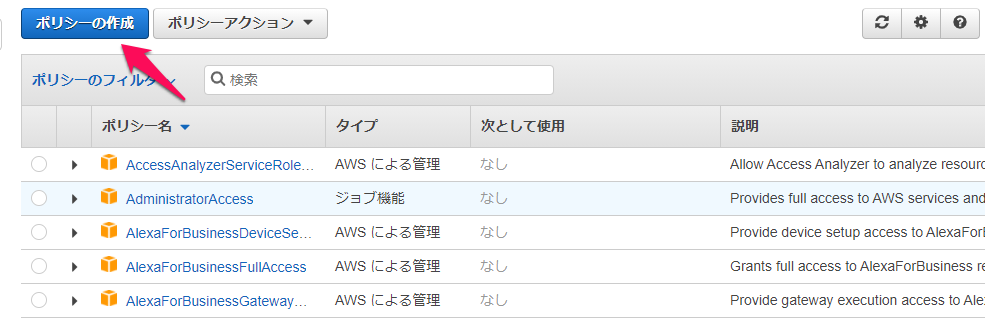 ポリシーの作成 ポリシーアクション
ポリシーのフィルタ 検索
ポリシー名 タイプ 次として使用 説明
AccessAnalyzerServiceRole... AWS による管理 なし Allow Access Analyzer to analyze resourc
AdministratorAccess ジョブ機能 なし Provides full access to AWS services and
AlexaForBusinessDeviceSe... AWS による管理 なし Provide device setup access to AlexaForB
AlexaForBusinessFullAccess AWS による管理 なし Grants full access to AlexaForBusiness re
AlexaForBusinessGateway... AWS による管理 なし Provide gateway execution access to Alex